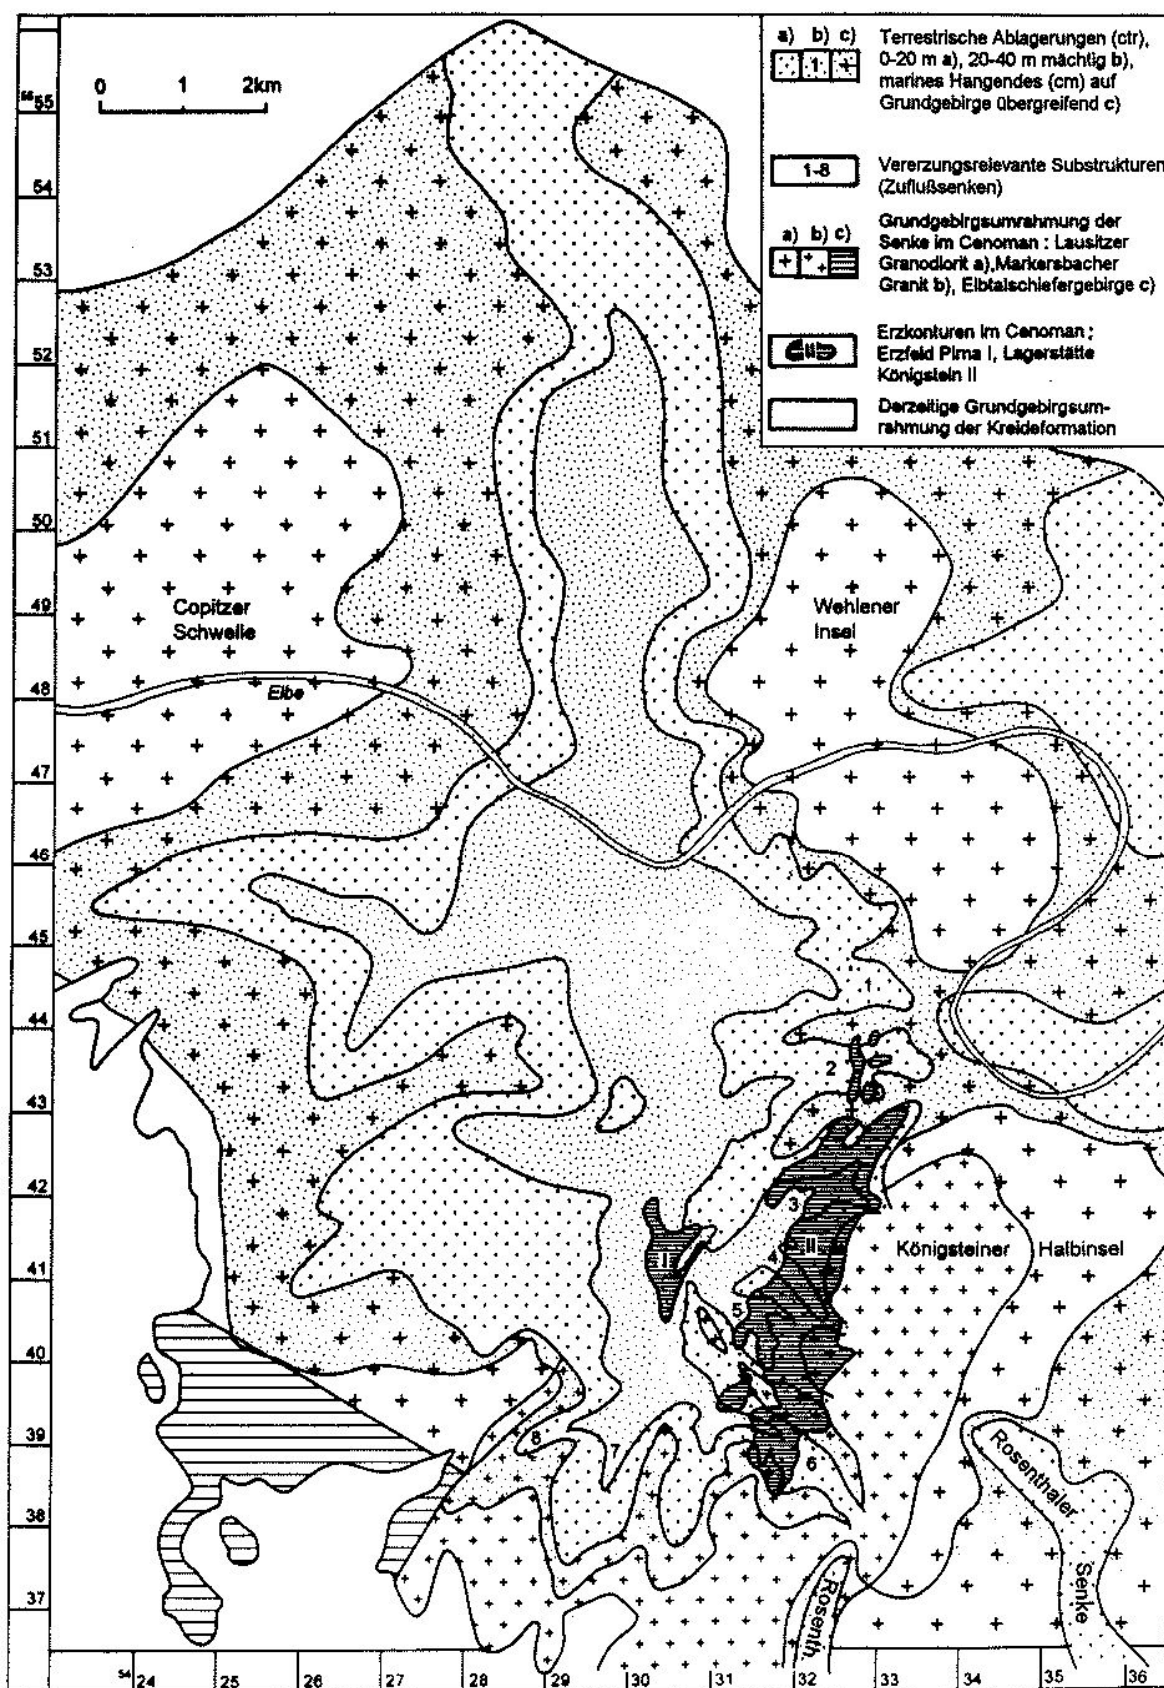 a) b) c)
1
Terrestrische Ablagerungen (ctr),
0-20 m a), 20-40 m mächtig b),
marines Hangendes (cm) auf
Grundgebirge übergreifend c)
1-8
Vererzungsrelevante Substrukturen
(Zuflußsenken)
a) b) c)
Grundgebirgsumrahmung der
Senke im Cenoman : Lausitzer
Granodiorit a),Markersbacher
Granit b), Elbtalschiefergebirge c)
Erzkonturen im Cenoman :
Erzfeld Pirna I, Lagerstätte
Königstein II
Derzeitige Grundgebirgsum-
rahmung der Kreideformation
0 1 2km
⁵⁶55
54
53
52
51
50
49
48
47
46
45
44
43
42
41
40
39
38
37
Copitzer
Schwelle
Wehlener
Insel
Elbe
1
2
3
Königsteiner Halbinsel
I
II
4
5
6
7
8
Rosenthaler
Senke
Rosenth
⁵⁴24 25 26 27 28 29 30 31 32 33 34 35 36